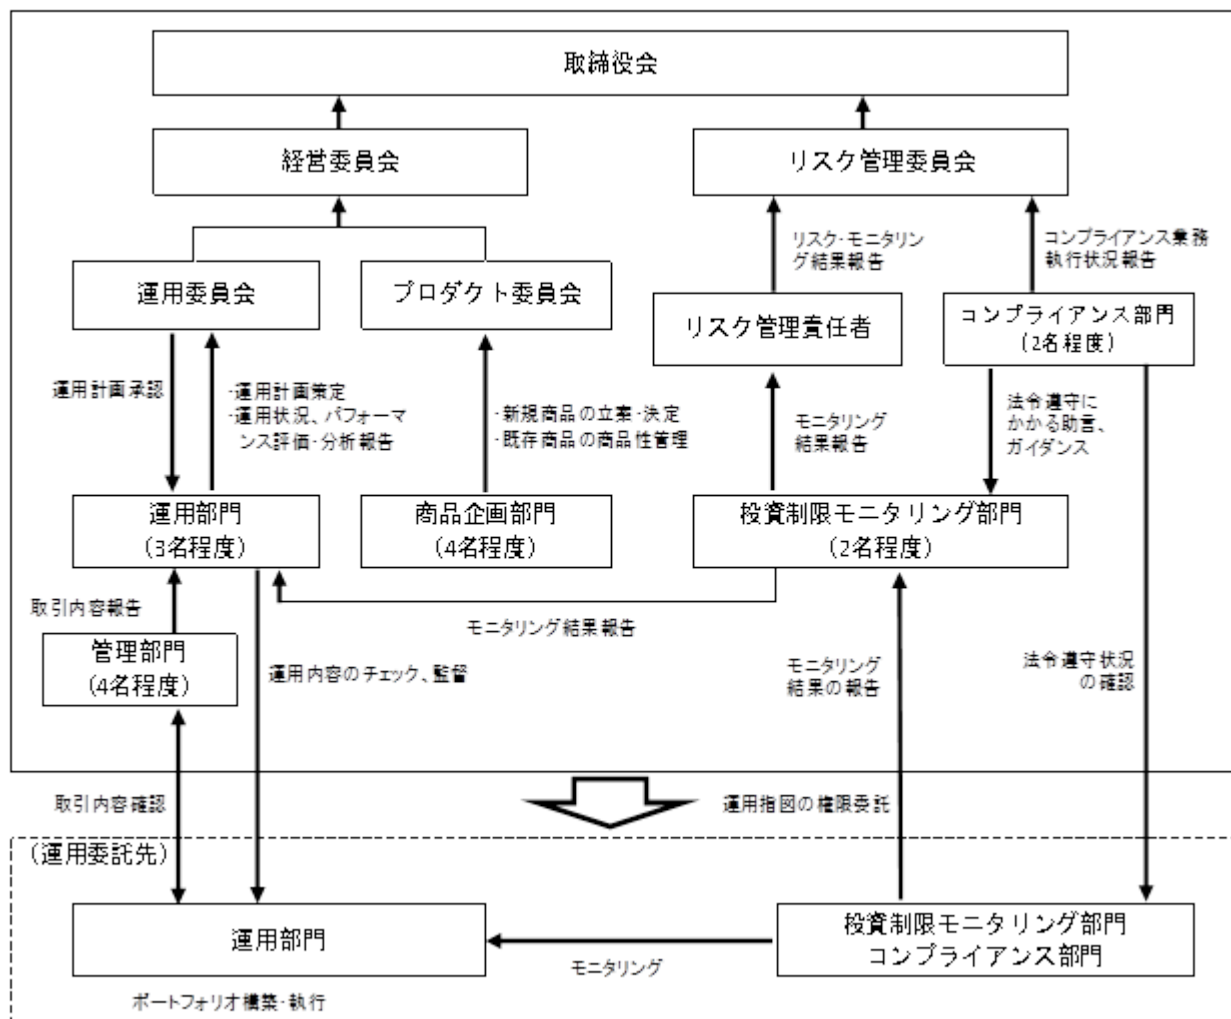 取締役会
経営委員会
リスク管理委員会
リスク・モニタリン
グ結果報告
コンプライアンス業務
執行状況報告
運用委員会
プロダクト委員会
リスク管理責任者
コンプライアンス部門
(2名程度)
運用計画承認
・運用計画策定
・運用状況、パフォーマ
ンス評価・分析報告
・新規商品の立案・決定
・既存商品の商品性管理
モニタリング
結果報告
法令遵守に
かかる助言、
ガイダンス
運用部門
(3名程度)
商品企画部門
(4名程度)
投資制限モニタリング部門
(2名程度)
取引内容報告
モニタリング結果報告
管理部門
(4名程度)
運用内容のチェック、監督
モニタリング
結果の報告
法令遵守状況
の確認
取引内容確認
運用指図の権限委託
(運用委託先)
運用部門
モニタリング
投資制限モニタリング部門
コンプライアンス部門
ポートフォリオ構築・執行